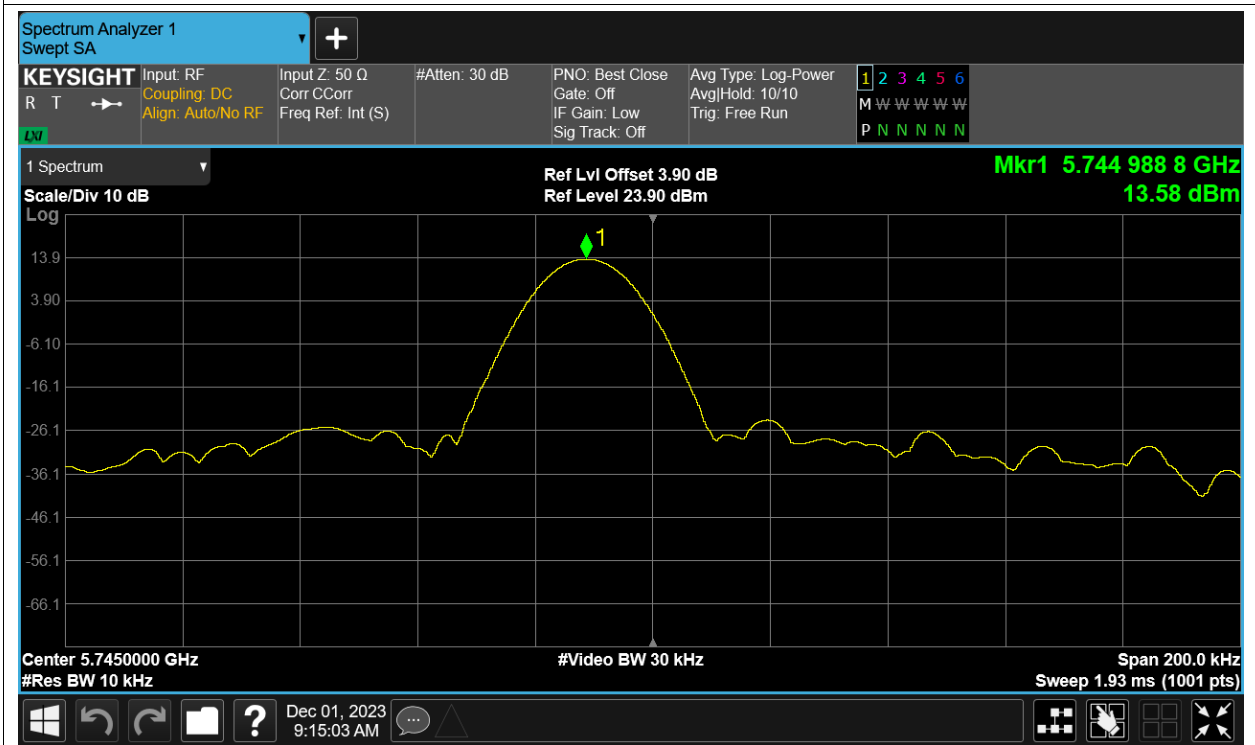 Spectrum Analyzer 1
Swept SA
KEYSIGHT
R T
LXI
Input: RF
Coupling: DC
Align: Auto/No RF
Input Z: 50 Ω
Corr CCorr
Freq Ref: Int (S)
#Atten: 30 dB
PNO: Best Close
Gate: Off
IF Gain: Low
Sig Track: Off
Avg Type: Log-Power
Avg|Hold: 10/10
Trig: Free Run
1 2 3 4 5 6
M W W W W W
P N N N N N
1 Spectrum
Scale/Div 10 dB
Log
Ref Lvl Offset 3.90 dB
Ref Level 23.90 dBm
Mkr1 5.744 988 8 GHz
13.58 dBm
1
13.9
3.90
-6.10
-16.1
-26.1
-36.1
-46.1
-56.1
-66.1
Center 5.7450000 GHz
#Res BW 10 kHz
#Video BW 30 kHz
Span 200.0 kHz
Sweep 1.93 ms (1001 pts)
?
Dec 01, 2023
9:15:03 AM